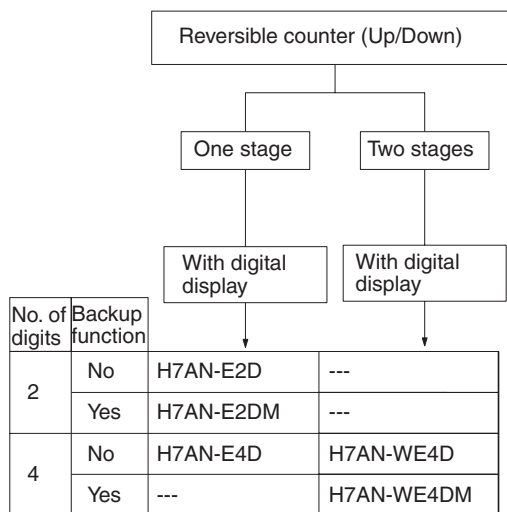 Reversible counter (Up/Down)
One stage
Two stages
With digital
display
With digital
display
No. of
digits
Backup
function
2
No
H7AN-E2D
---
Yes
H7AN-E2DM
---
4
No
H7AN-E4D
H7AN-WE4D
Yes
---
H7AN-WE4DM